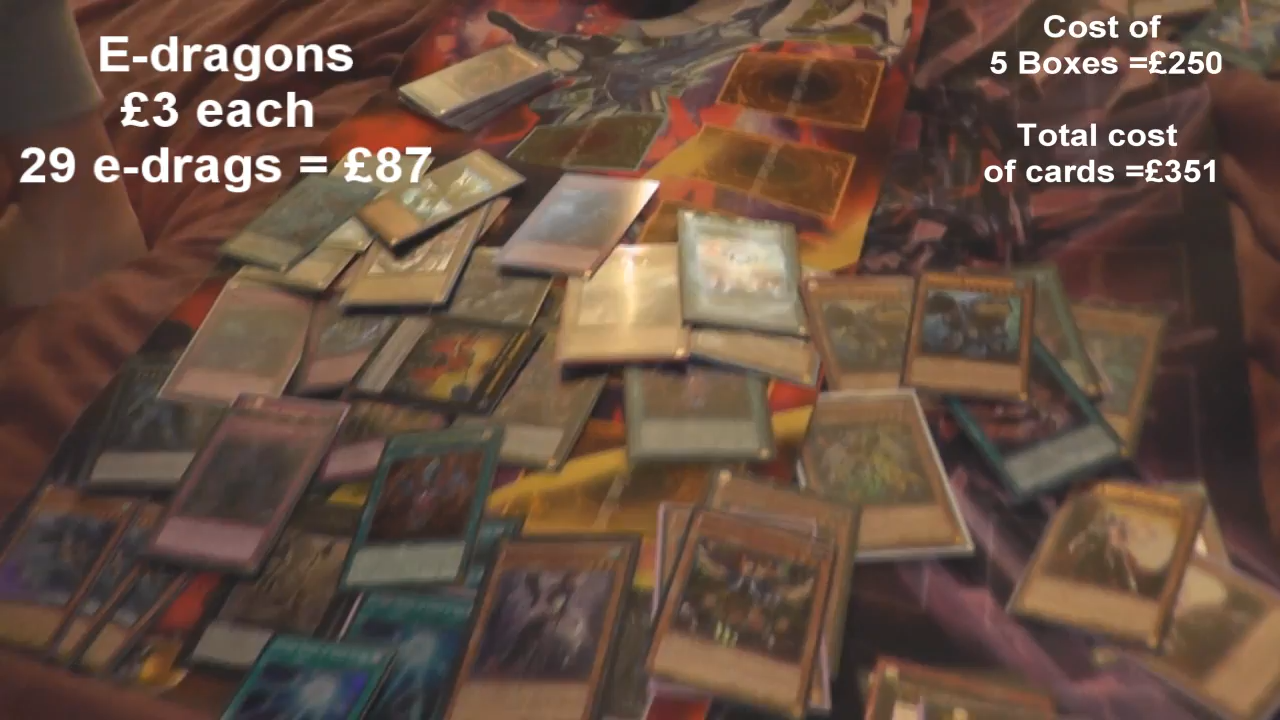 E-dragons
£3 each
29 e-drags = £87
Cost of
5 Boxes =£250
Total cost
of cards =£351